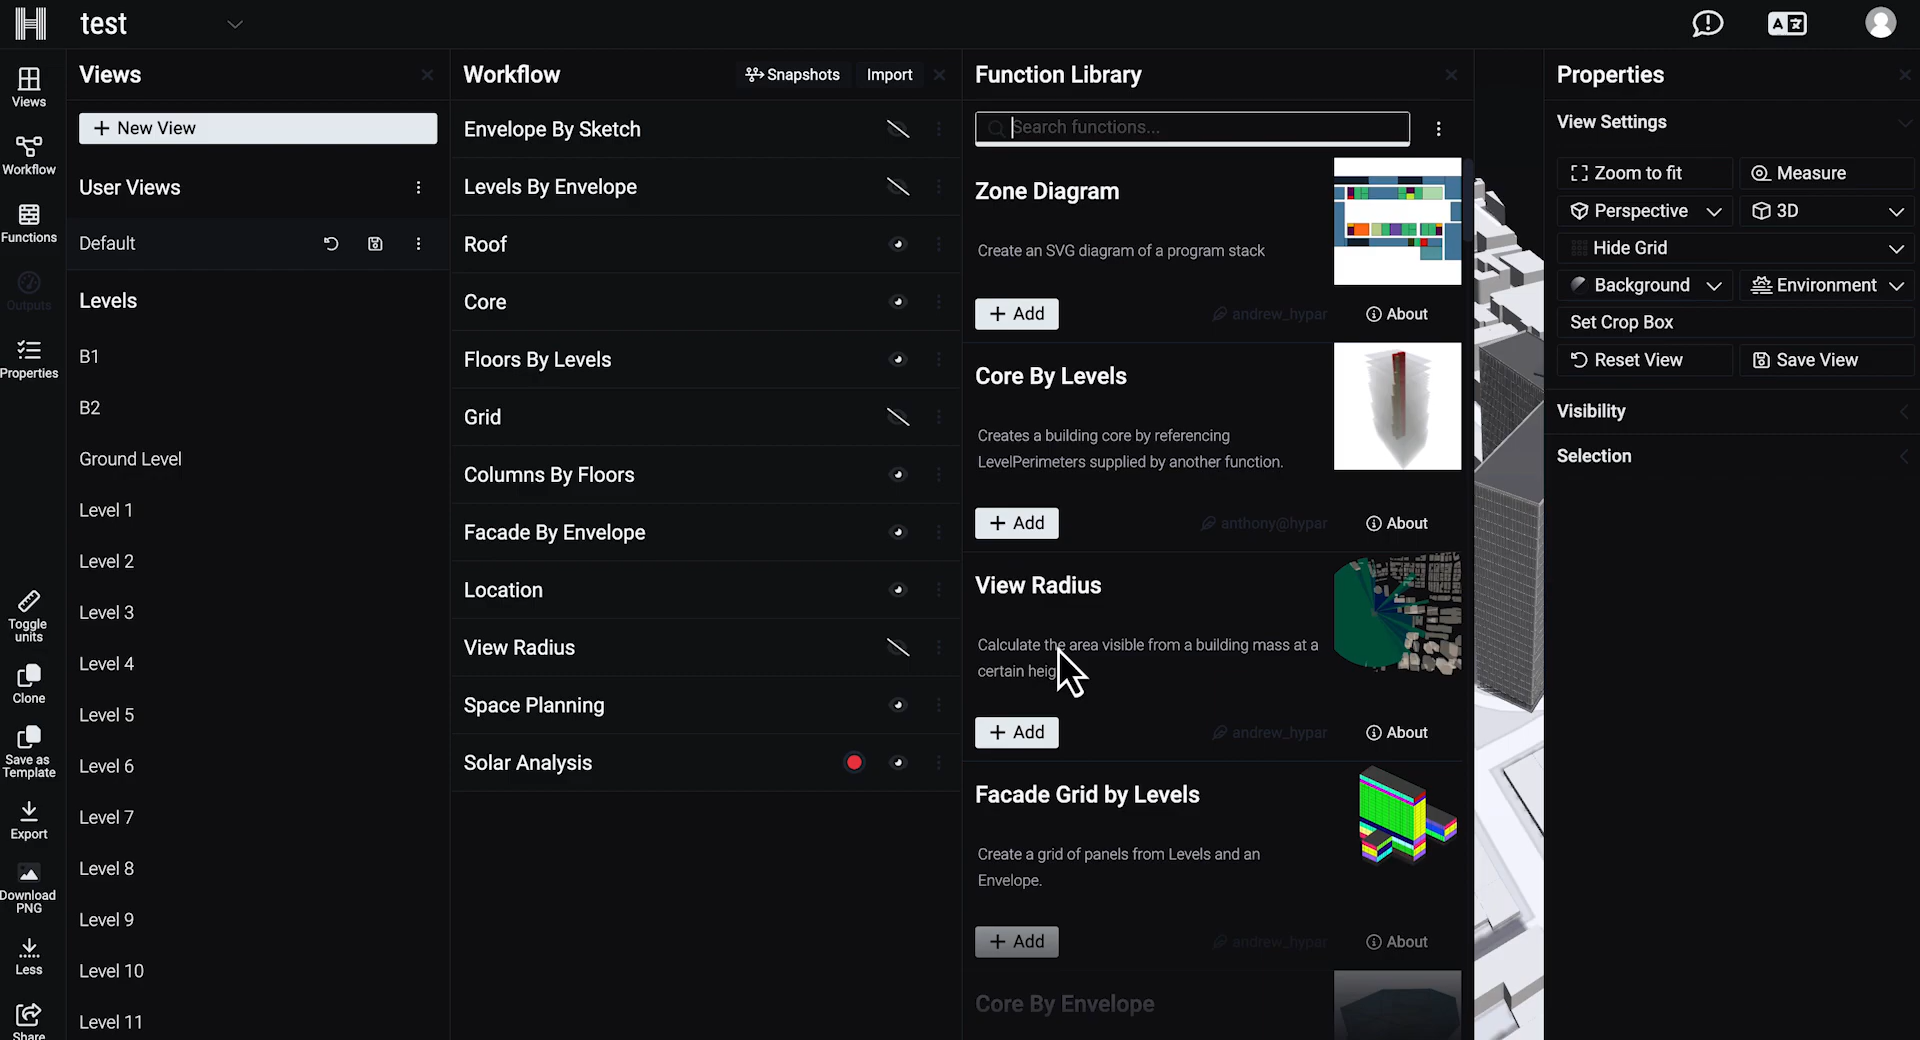 test
Views
Workflow
Functions
Outputs
Properties
Toggle
units
Clone
Save as
Template
Export
Download
PNG
Less
Share
Views
+ New View
User Views
Default
Levels
B1
B2
Ground Level
Level 1
Level 2
Level 3
Level 4
Level 5
Level 6
Level 7
Level 8
Level 9
Level 10
Level 11
Workflow
Snapshots
Import
Envelope By Sketch
Levels By Envelope
Roof
Core
Floors By Levels
Grid
Columns By Floors
Facade By Envelope
Location
View Radius
Space Planning
Solar Analysis
Function Library
Search functions...
Zone Diagram
Create an SVG diagram of a program stack
+ Add
andrew_hypar
About
Core By Levels
Creates a building core by referencing
LevelPerimeters supplied by another function.
+ Add
anthony@hypar
About
View Radius
Calculate the area visible from a building mass at a
certain heig
+ Add
andrew_hypar
About
Facade Grid by Levels
Create a grid of panels from Levels and an
Envelope.
+ Add
andrew_hypar
About
Core By Envelope
Properties
View Settings
Zoom to fit
Measure
Perspective
3D
Hide Grid
Background
Environment
Set Crop Box
Reset View
Save View
Visibility
Selection